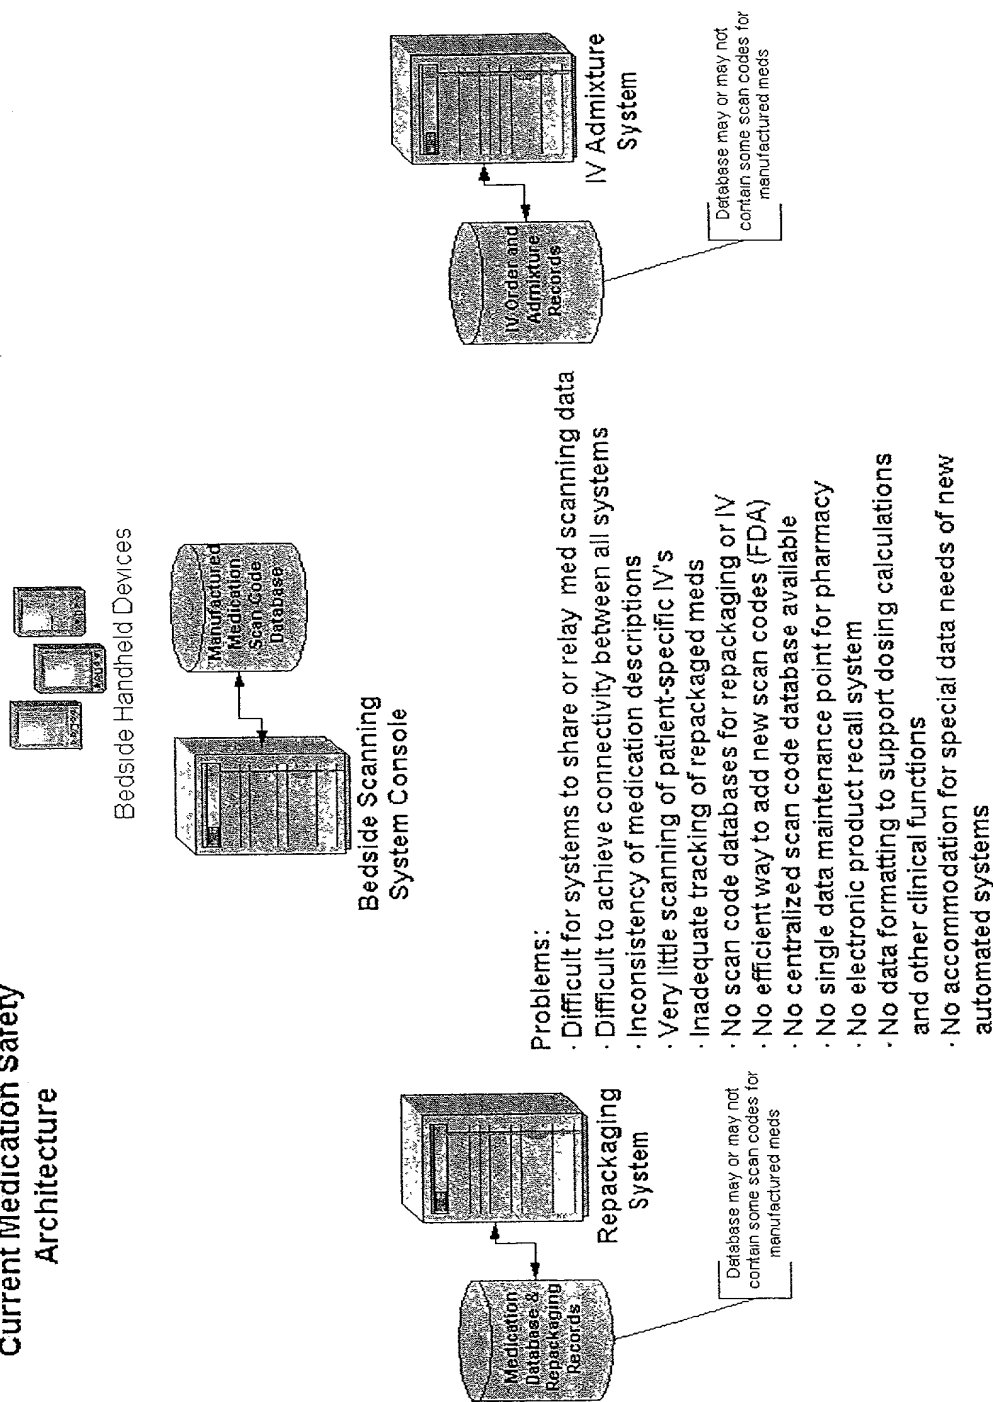 Current Medication Safety
Architecture
Bedside Handheld Devices
Manufactured
Medication
Scan Code
Database
Bedside Scanning
System Console
Medication
Database &
Repackaging
Records
Repackaging
System
Database may or may not
contain some scan codes for
manufactured meds
IV Order and
Admixture
Records
IV Admixture
System
Database may or may not
contain some scan codes for
manufactured meds
Problems:
· Difficult for systems to share or relay med scanning data
· Difficult to achieve connectivity between all systems
· Inconsistency of medication descriptions
· Very little scanning of patient-specific IV's
· Inadequate tracking of repackaged meds
· No scan code databases for repackaging or IV
· No efficient way to add new scan codes (FDA)
· No centralized scan code database available
· No single data maintenance point for pharmacy
· No electronic product recall system
· No data formatting to support dosing calculations
and other clinical functions
· No accommodation for special data needs of new
automated systems